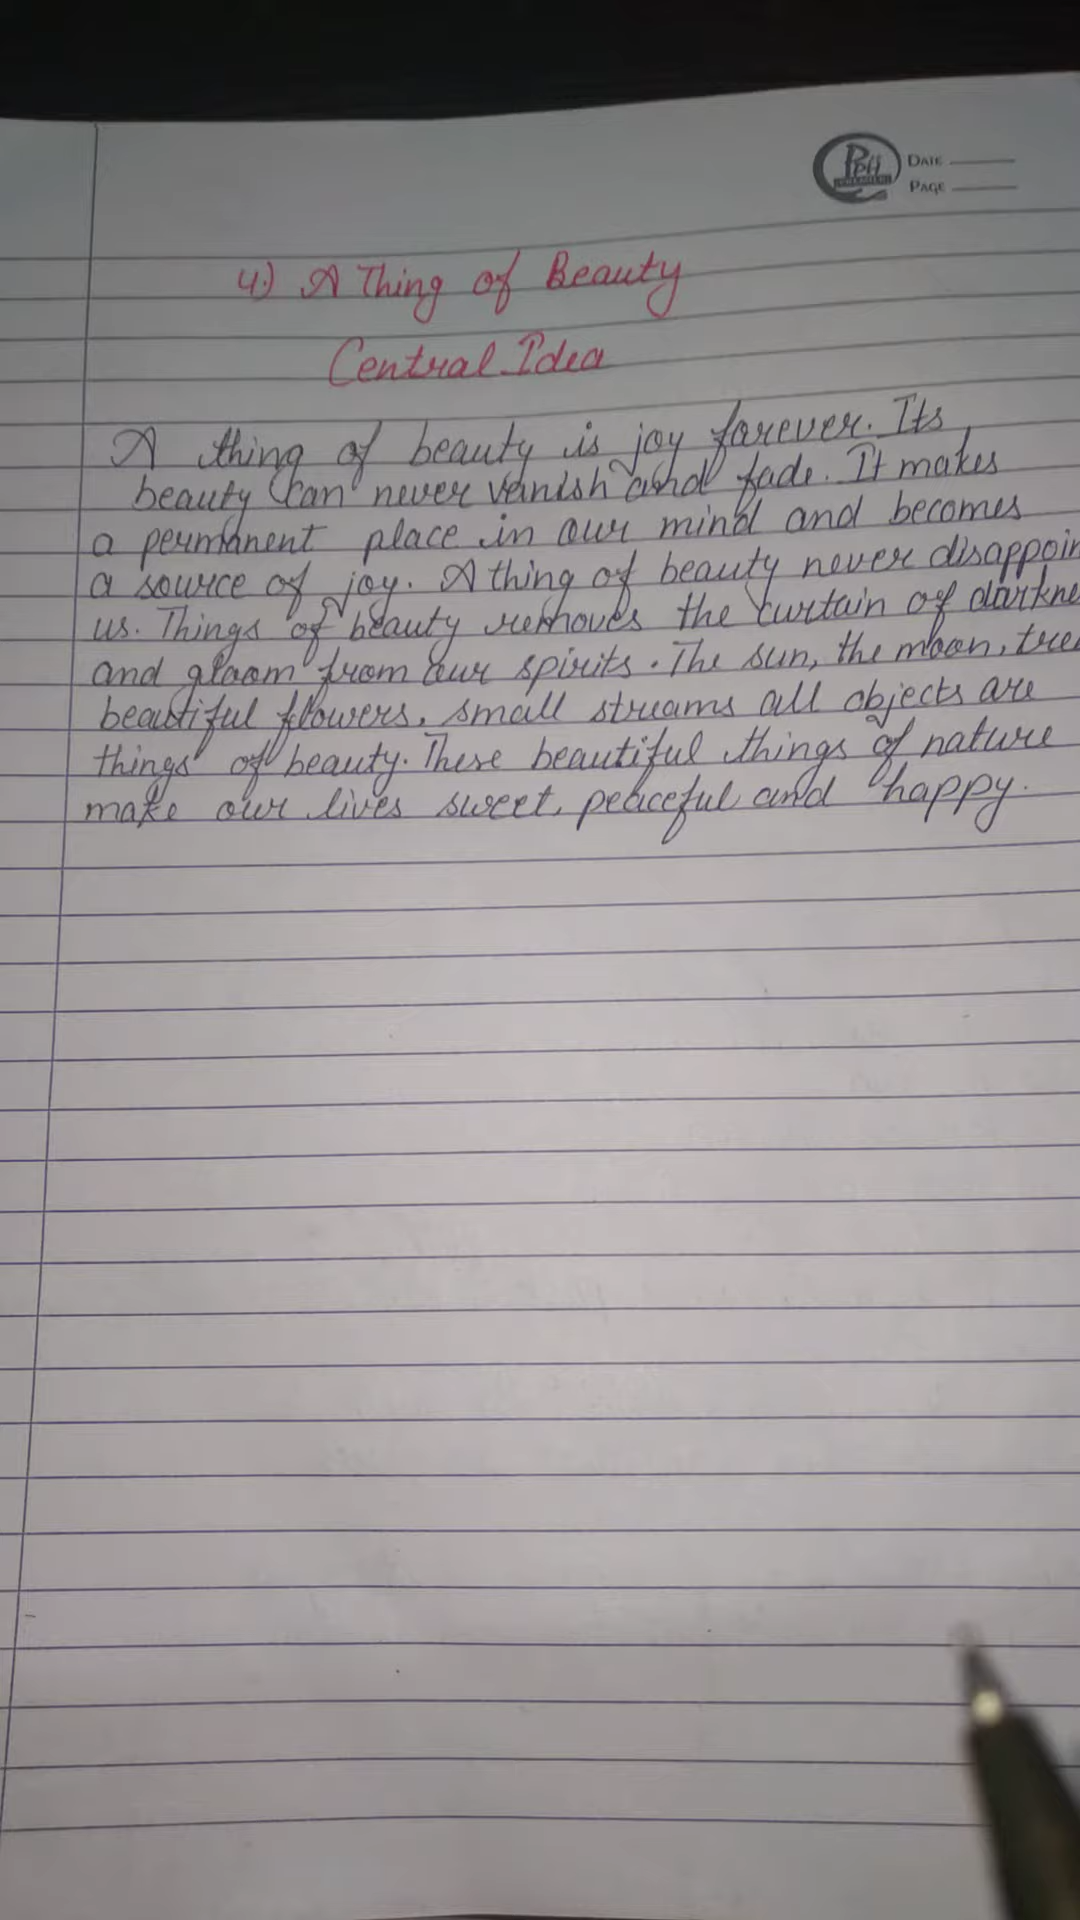 PPH
DATE
PAGE
4.) A Thing of Beauty
Central Idea
A thing of beauty is joy forever. Its
beauty can never vanish and fade. It makes
a permanent place in our mind and becomes
a source of joy. A thing of beauty never disappoin
us. Things of beauty removes the curtain of darkne
and gloom from our spirits. The sun, the moon, tree
beautiful flowers, small streams all objects are
things of beauty. These beautiful things of nature
make our lives sweet, peaceful and happy.